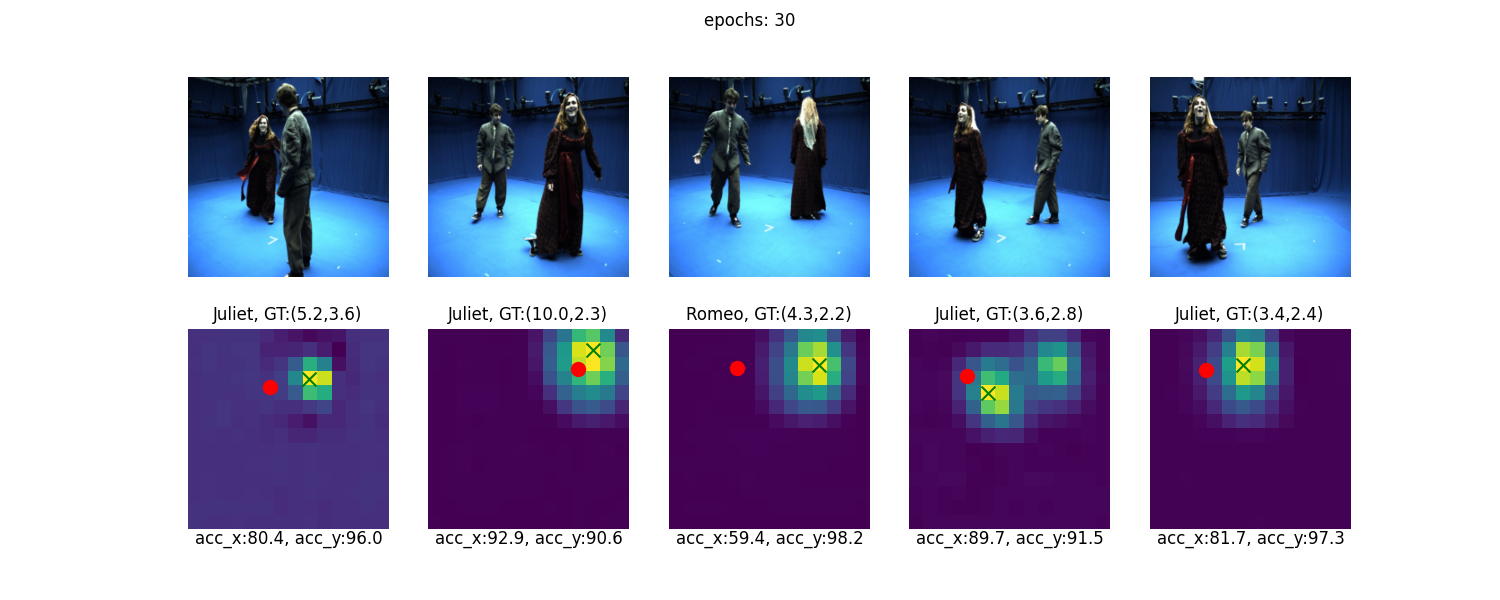 epochs: 30
Juliet, GT:(5.2,3.6)
Juliet, GT:(10.0,2.3)
Romeo, GT:(4.3,2.2)
Juliet, GT:(3.6,2.8)
Juliet, GT:(3.4,2.4)
acc_x:80.4, acc_y:96.0
acc_x:92.9, acc_y:90.6
acc_x:59.4, acc_y:98.2
acc_x:89.7, acc_y:91.5
acc_x:81.7, acc_y:97.3